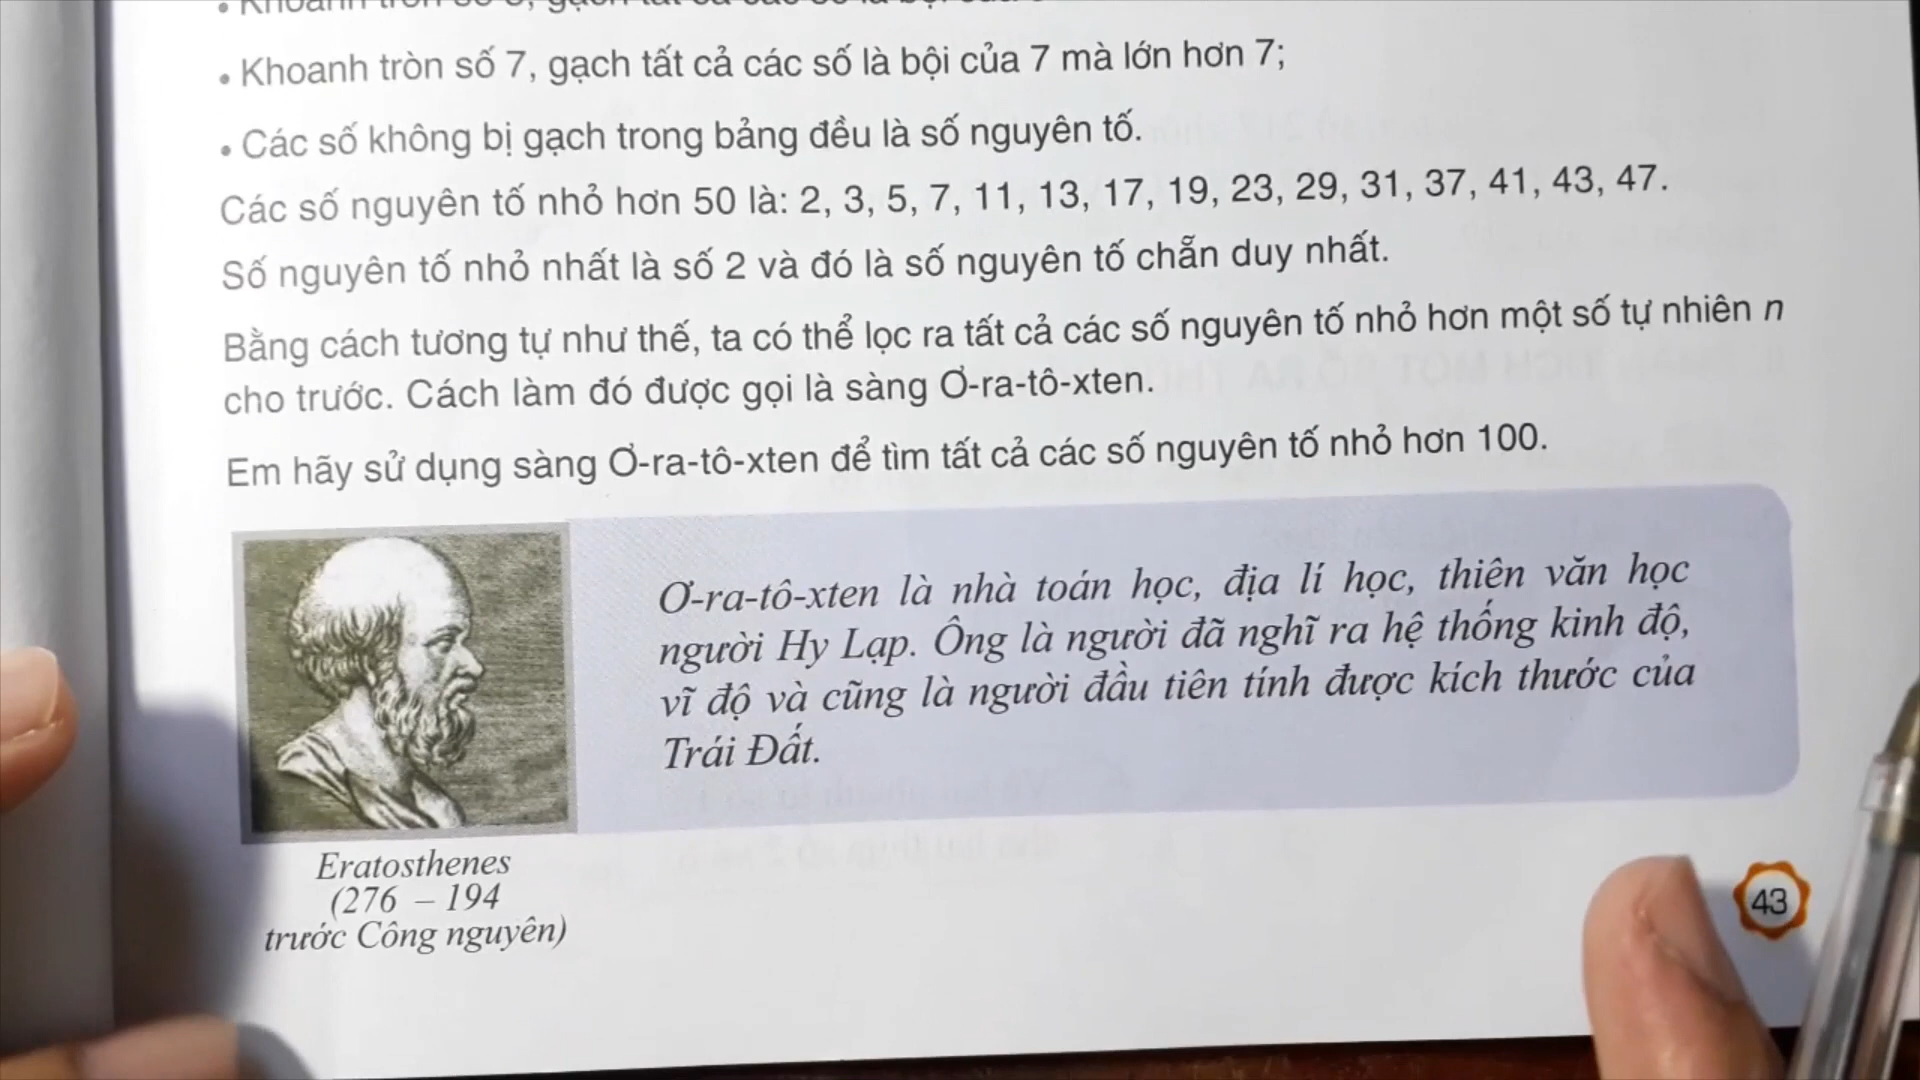 • Khoanh tròn số 7, gạch tất cả các số là bội của 7 mà lớn hơn 7;
• Các số không bị gạch trong bảng đều là số nguyên tố.
Các số nguyên tố nhỏ hơn 50 là: 2, 3, 5, 7, 11, 13, 17, 19, 23, 29, 31, 37, 41, 43, 47.
Số nguyên tố nhỏ nhất là số 2 và đó là số nguyên tố chẵn duy nhất.
Bằng cách tương tự như thế, ta có thể lọc ra tất cả các số nguyên tố nhỏ hơn một số tự nhiên n
cho trước. Cách làm đó được gọi là sàng Ơ-ra-tô-xten.
Em hãy sử dụng sàng Ơ-ra-tô-xten để tìm tất cả các số nguyên tố nhỏ hơn 100.
Ơ-ra-tô-xten là nhà toán học, địa lí học, thiên văn học
người Hy Lạp. Ông là người đã nghĩ ra hệ thống kinh độ,
vĩ độ và cũng là người đầu tiên tính được kích thước của
Trái Đất.
Eratosthenes
(276 – 194
trước Công nguyên)
43